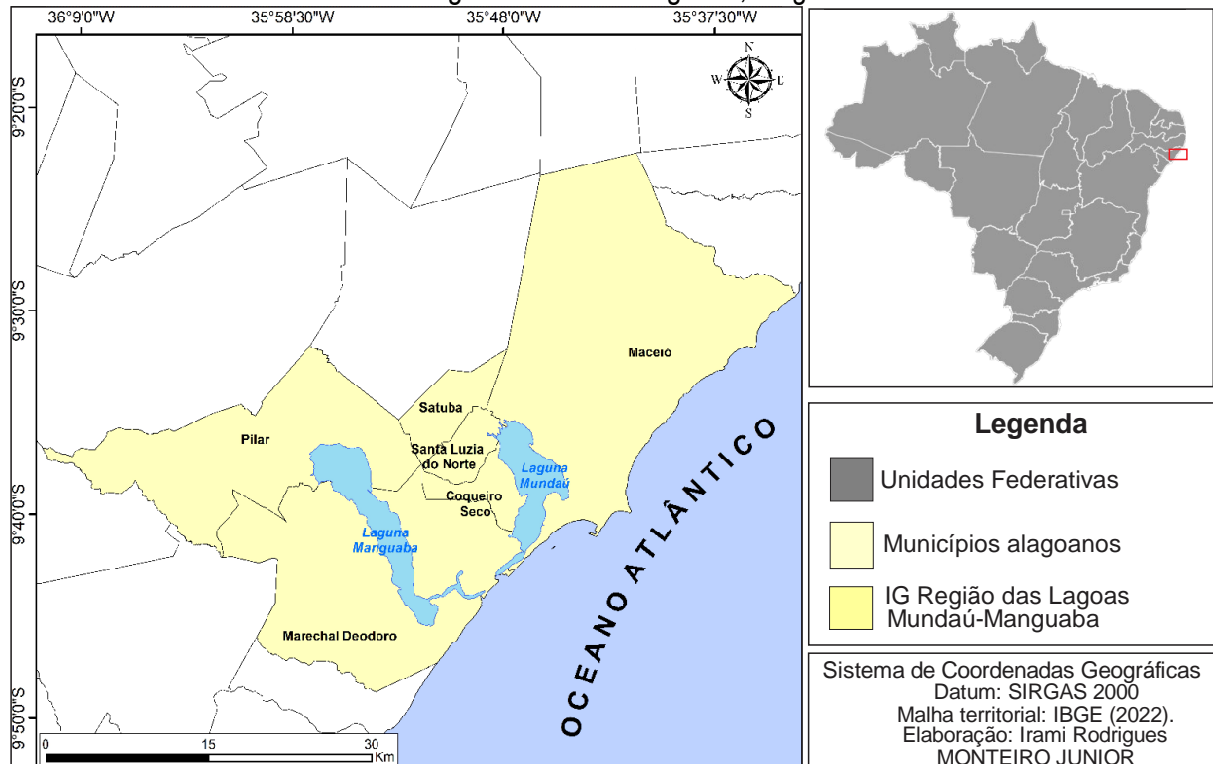 36°9'0"W 35°58'30"W 35°48'0"W 35°37'30"W
N
W
E
S
9°20'0"S
9°30'0"S
9°40'0"S
9°50'0"S
Maceió
Satuba
Pilar
Santa Luzia
do Norte
Laguna
Mundaú
Coqueiro
Seco
Laguna
Manguaba
Marechal Deodoro
OCEANO ATLÂNTICO
0 15 30
Km
Legenda
Unidades Federativas
Municípios alagoanos
IG Região das Lagoas
Mundaú-Manguaba
Sistema de Coordenadas Geográficas
Datum: SIRGAS 2000
Malha territorial: IBGE (2022).
Elaboração: Irami Rodrigues
MONTEIRO JUNIOR